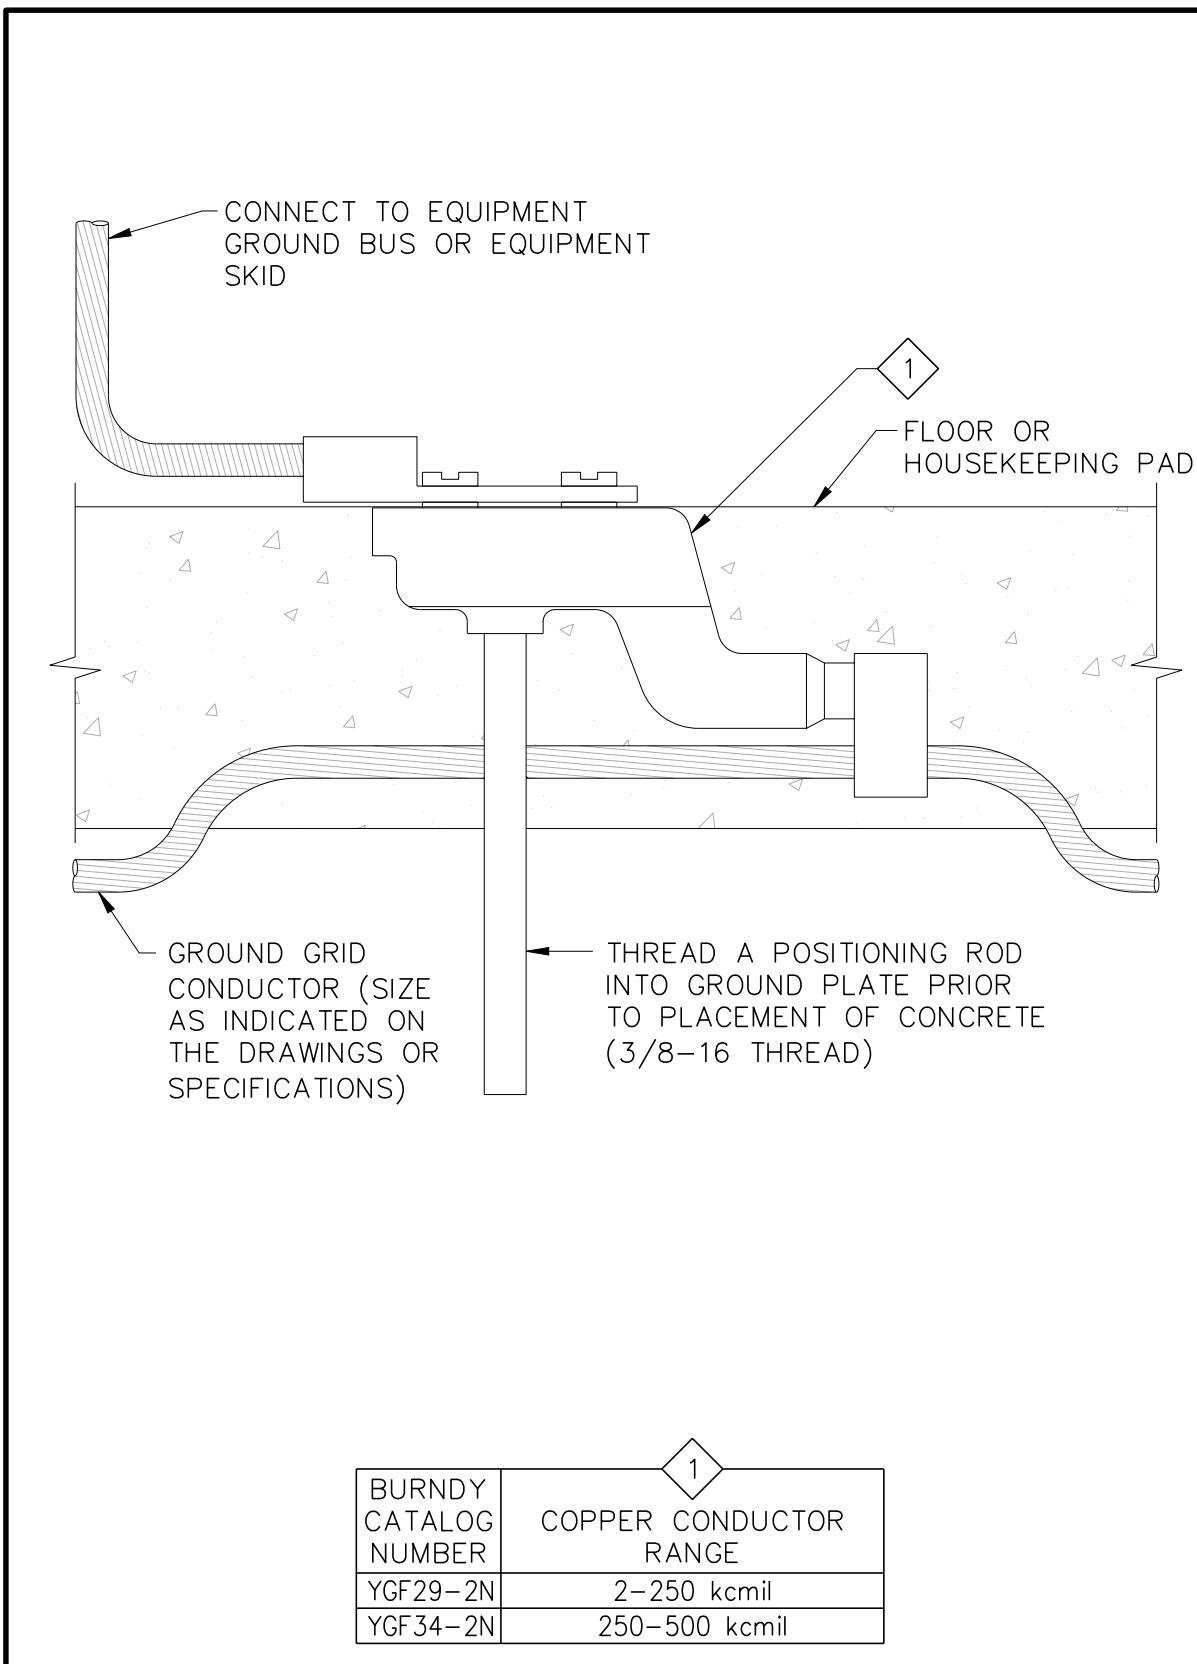 CONNECT TO EQUIPMENT
GROUND BUS OR EQUIPMENT
SKID
1
FLOOR OR
HOUSEKEEPING PAD
GROUND GRID
CONDUCTOR (SIZE
AS INDICATED ON
THE DRAWINGS OR
SPECIFICATIONS)
THREAD A POSITIONING ROD
INTO GROUND PLATE PRIOR
TO PLACEMENT OF CONCRETE
(3/8-16 THREAD)
1
BURNDY
CATALOG
NUMBER
COPPER CONDUCTOR
RANGE
YGF29-2N 2-250 kcmil
YGF34-2N 250-500 kcmil